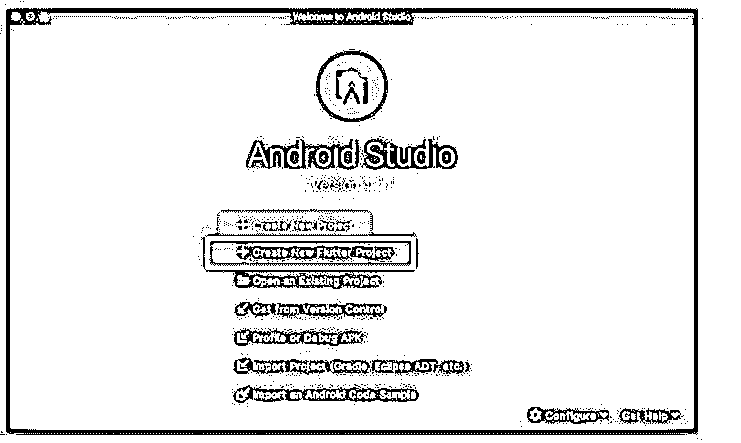 Welcome to Android Studio
Android Studio
Version
Create New Project
Create New Flutter Project
Open an Existing Project
Get from Version Control
Profile or Debug APK
Import Project (Gradle, Eclipse ADT, etc.)
Import an Android Code Sample
Configure Get Help